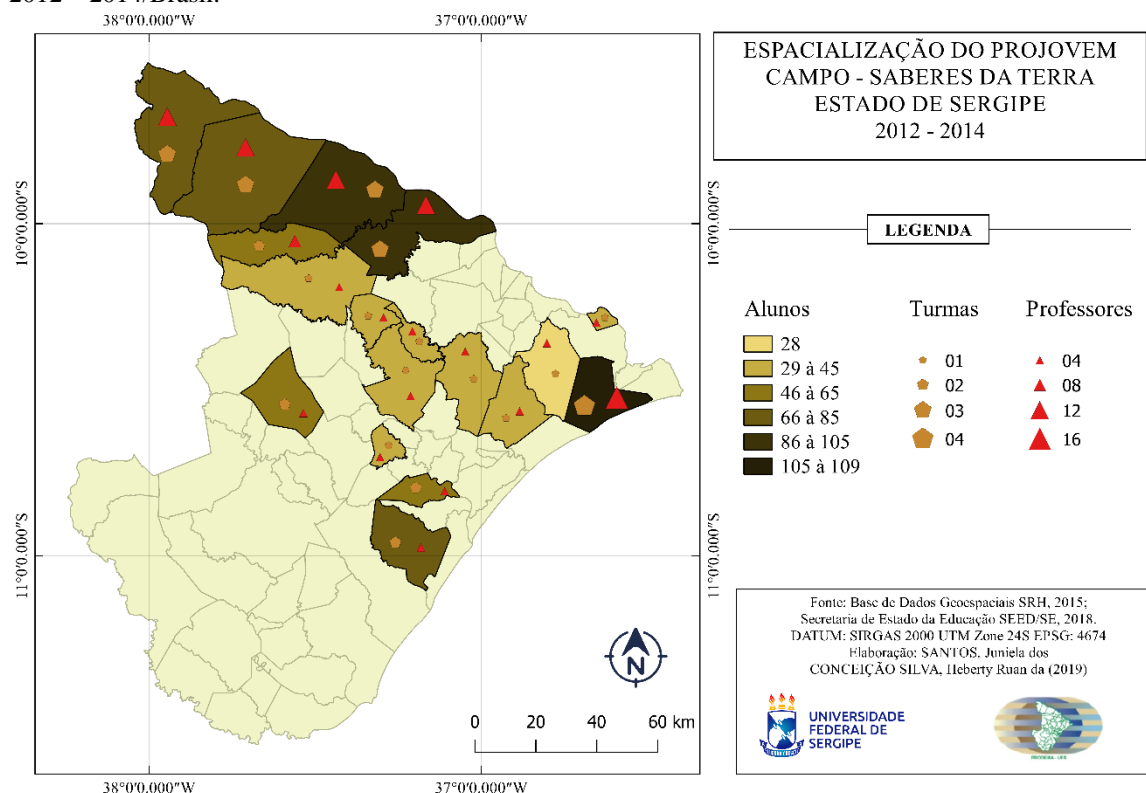 2012 – 2014/Brasil.
38°0'0.000"W 37°0'0.000"W
10°0'0.000"S 10°0'0.000"S
11°0'0.000"S 11°0'0.000"S
N
0 20 40 60 km
38°0'0.000"W 37°0'0.000"W
ESPACIALIZAÇÃO DO PROJOVEM
CAMPO - SABERES DA TERRA
ESTADO DE SERGIPE
2012 - 2014
LEGENDA
Alunos
28
29 à 45
46 à 65
66 à 85
86 à 105
105 à 109
Turmas
01
02
03
04
Professores
04
08
12
16
Fonte: Base de Dados Geoespaciais SRH, 2015;
Secretaria de Estado da Educação SEED/SE, 2018.
DATUM: SIRGAS 2000 UTM Zone 24S EPSG: 4674
Elaboração: SANTOS, Juniela dos
CONCEIÇÃO SILVA, Heberty Ruan da (2019)
UNIVERSIDADE
FEDERAL DE
SERGIPE